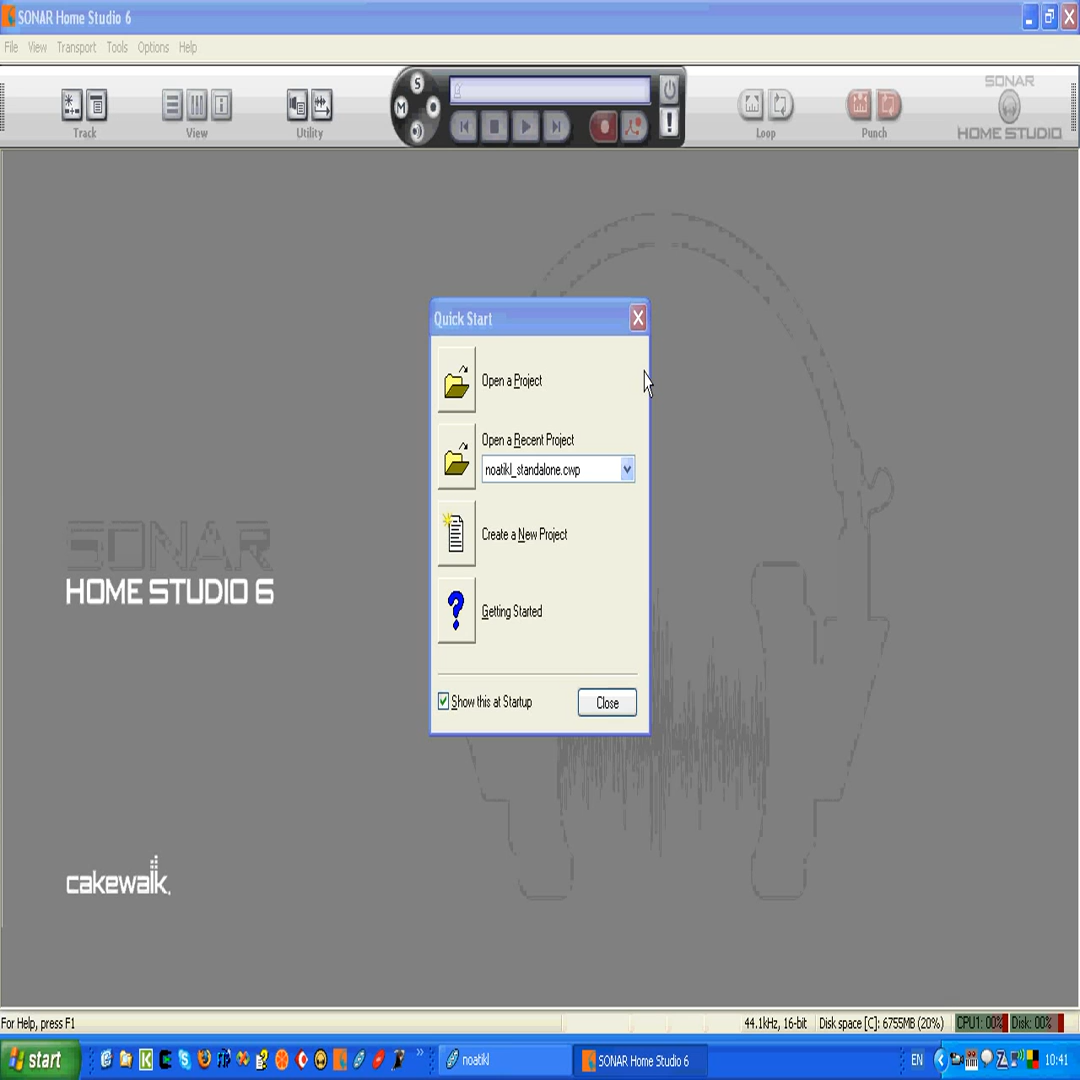 SONAR Home Studio 6
File View Transport Tools Options Help
S
M
Track
View
Utility
Loop
Punch
SONAR
HOME STUDIO
Quick Start
Open a Project
Open a Recent Project
noatikl_standalone.cwp
Create a New Project
Getting Started
Show this at Startup
Close
SONAR
HOME STUDIO 6
cakewalk.
For Help, press F1
44.1kHz, 16-bit
Disk space [C]: 6755MB (20%)
CPU1: 00%
Disk: 00%
start
noatikl
SONAR Home Studio 6
EN
10:41